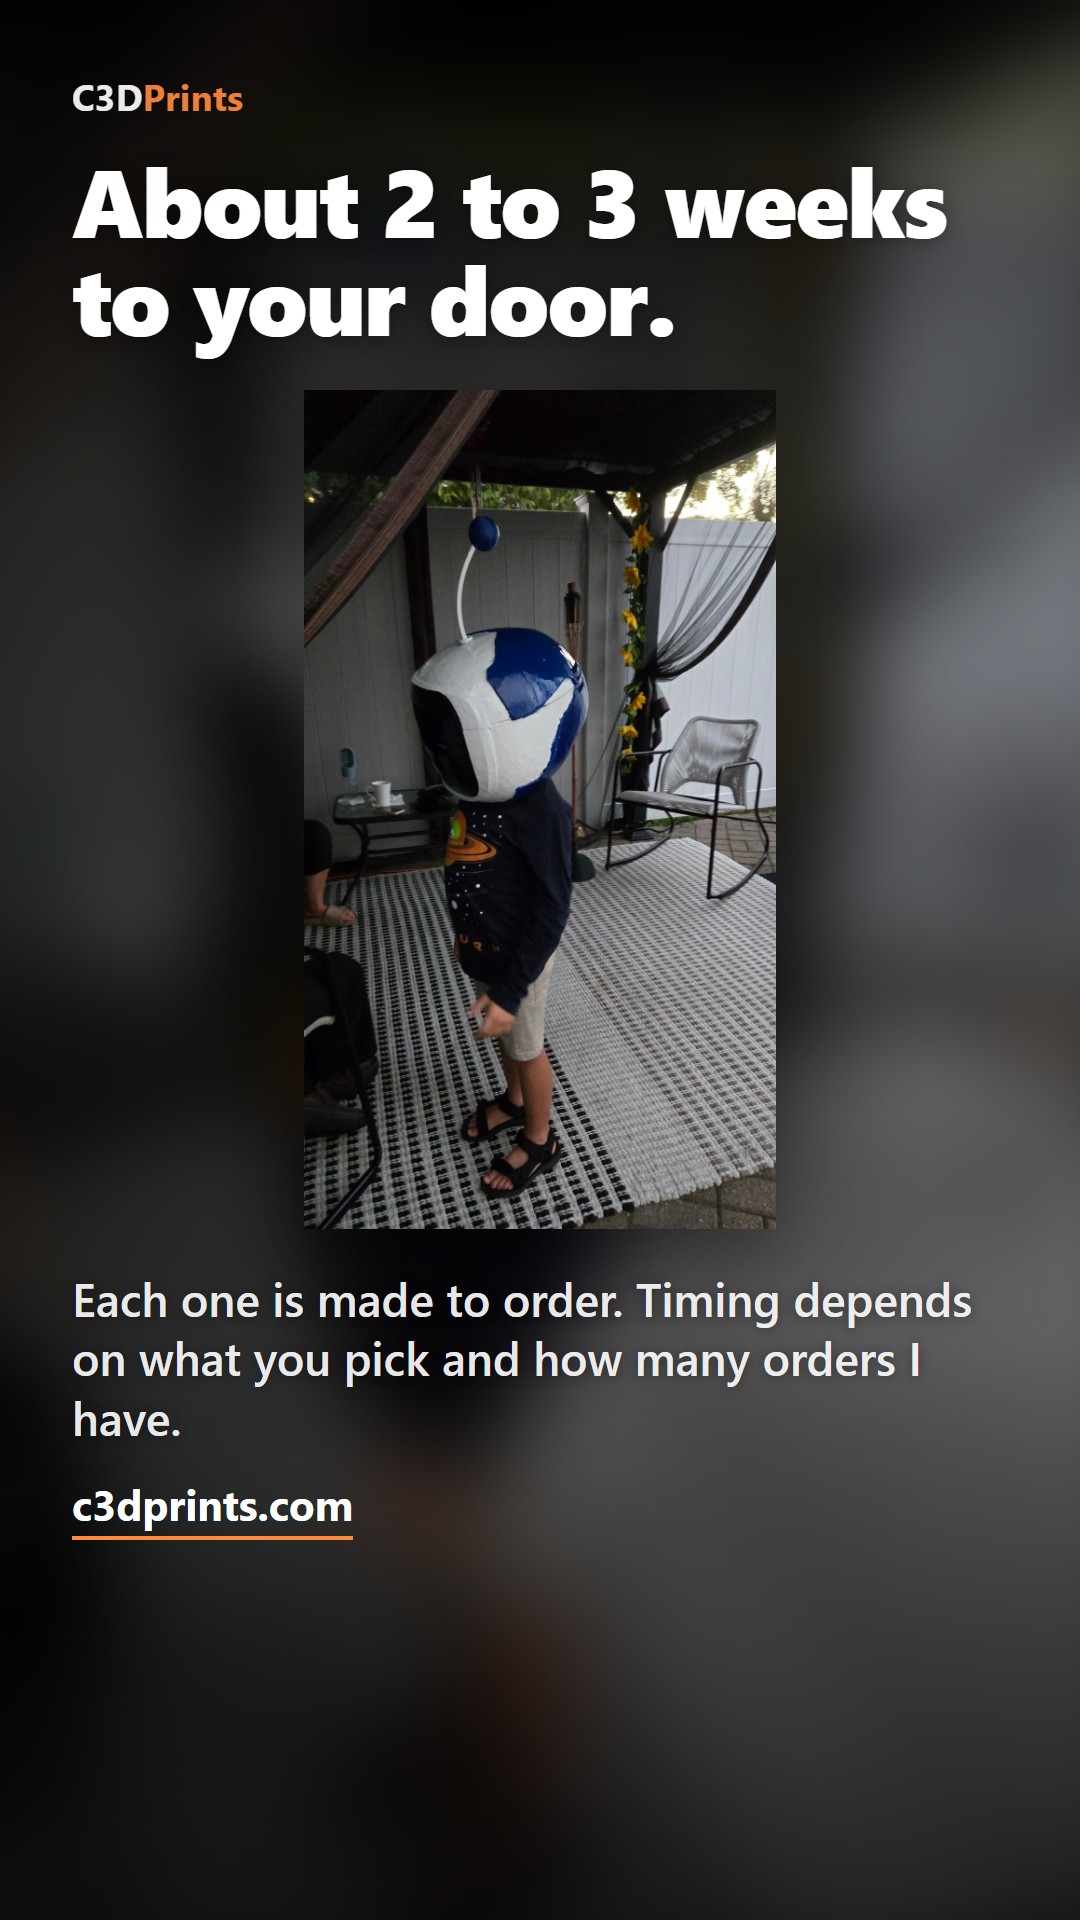 C3DPrints
About 2 to 3 weeks
to your door.
Each one is made to order. Timing depends
on what you pick and how many orders I
have.
c3dprints.com